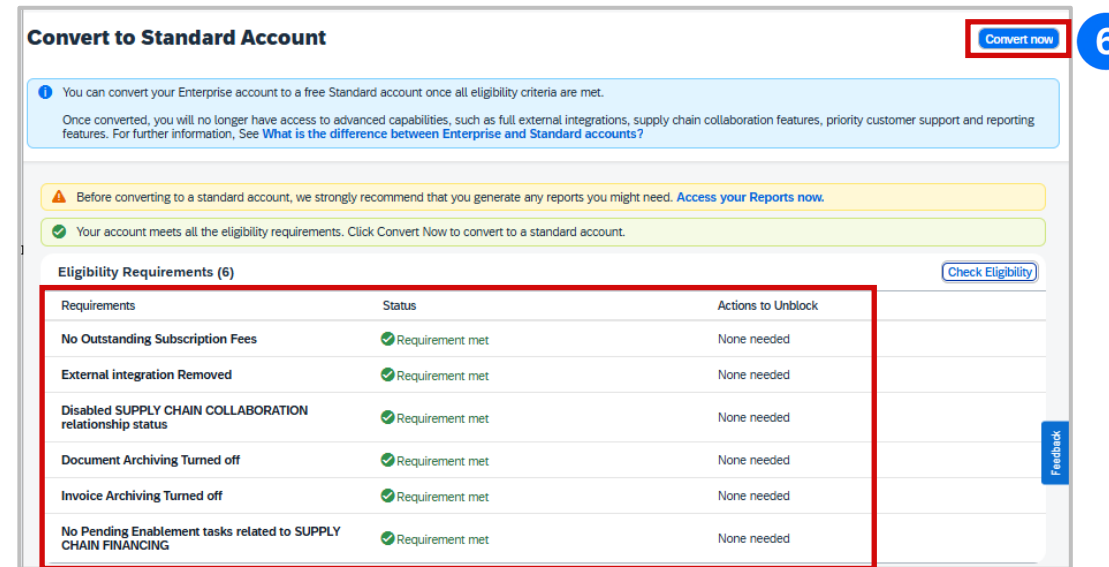 Convert to Standard Account
Convert now
6
You can convert your Enterprise account to a free Standard account once all eligibility criteria are met.
Once converted, you will no longer have access to advanced capabilities, such as full external integrations, supply chain collaboration features, priority customer support and reporting
features. For further information, See What is the difference between Enterprise and Standard accounts?
Before converting to a standard account, we strongly recommend that you generate any reports you might need. Access your Reports now.
Your account meets all the eligibility requirements. Click Convert Now to convert to a standard account.
Eligibility Requirements (6)
Check Eligibility
Requirements Status Actions to Unblock
No Outstanding Subscription Fees Requirement met None needed
External integration Removed Requirement met None needed
Disabled SUPPLY CHAIN COLLABORATION
relationship status Requirement met None needed
Document Archiving Turned off Requirement met None needed
Invoice Archiving Turned off Requirement met None needed
No Pending Enablement tasks related to SUPPLY
CHAIN FINANCING Requirement met None needed
Feedback